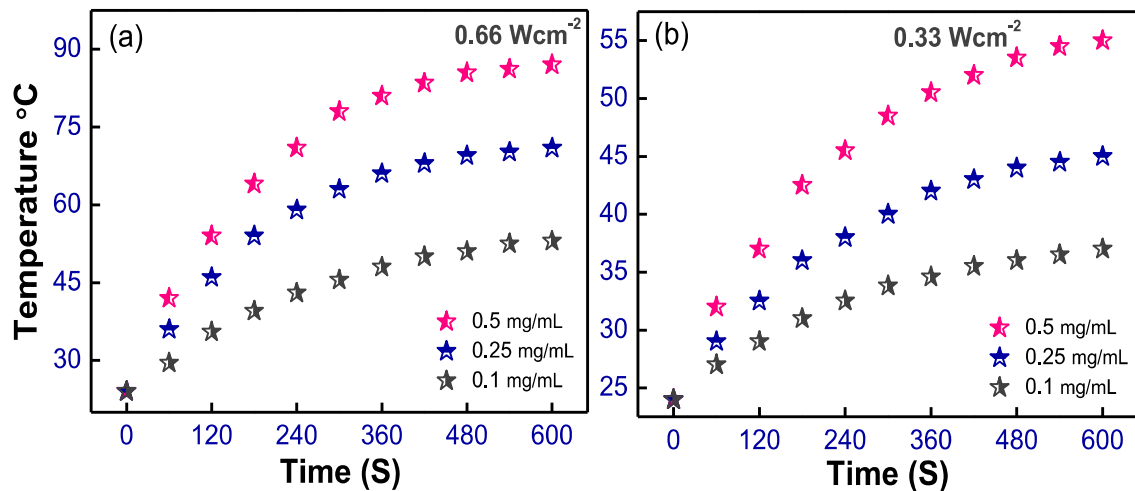 (a)
0.66 Wcm⁻²
Temperature °C
90
75
60
45
30
0.5 mg/mL
0.25 mg/mL
0.1 mg/mL
0 120 240 360 480 600
Time (S)
(b)
0.33 Wcm⁻²
55
50
45
40
35
30
25
0.5 mg/mL
0.25 mg/mL
0.1 mg/mL
0 120 240 360 480 600
Time (S)